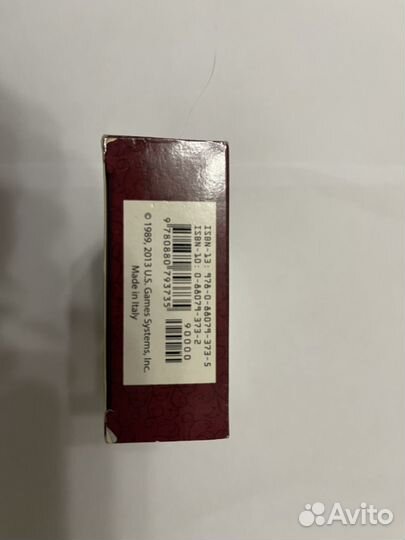 ISBN-13: 978-0-88079-373-5
ISBN-10: 0-88079-373-2
90000
9 780880 793735
© 1989, 2013 U.S. Games Systems, Inc.
Made in Italy
Avito